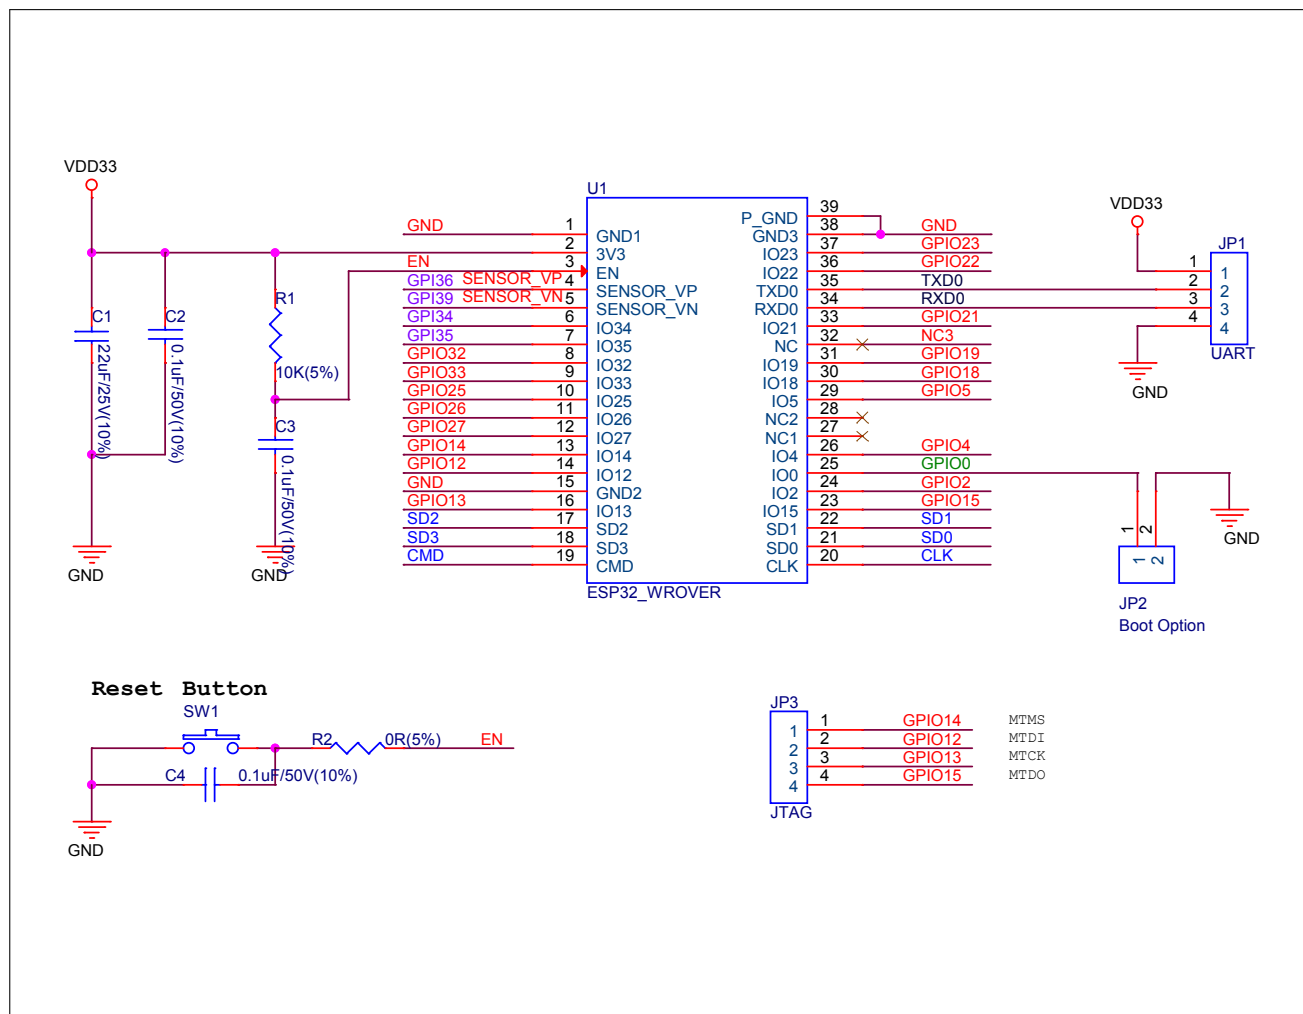 VDD33
C1
22uF/25V(10%)
C2
0.1uF/50V(10%)
R1
10K(5%)
C3
0.1uF/50V(10%)
GND
GND
U1
GND 1 GND1
2 3V3
EN 3 EN
GPI36 SENSOR_VP 4 SENSOR_VP
GPI39 SENSOR_VN 5 SENSOR_VN
GPI34 6 IO34
GPI35 7 IO35
GPIO32 8 IO32
GPIO33 9 IO33
GPIO25 10 IO25
GPIO26 11 IO26
GPIO27 12 IO27
GPIO14 13 IO14
GPIO12 14 IO12
GND 15 GND2
GPIO13 16 IO13
SD2 17 SD2
SD3 18 SD3
CMD 19 CMD
P_GND 39
GND3 38 GND
IO23 37 GPIO23
IO22 36 GPIO22
TXD0 35 TXD0
RXD0 34 RXD0
IO21 33 GPIO21
NC 32 NC3
IO19 31 GPIO19
IO18 30 GPIO18
IO5 29 GPIO5
NC2 28
NC1 27
IO4 26 GPIO4
IO0 25 GPIO0
IO2 24 GPIO2
IO15 23 GPIO15
SD1 22 SD1
SD0 21 SD0
CLK 20 CLK
ESP32_WROVER
VDD33
JP1
1 1
2 2
3 3
4 4
UART
GND
GND
1 1
2 2
JP2
Boot Option
Reset Button
SW1
R2 0R(5%) EN
C4 0.1uF/50V(10%)
GND
JP3
1 1 GPIO14 MTMS
2 2 GPIO12 MTDI
3 3 GPIO13 MTCK
4 4 GPIO15 MTDO
JTAG